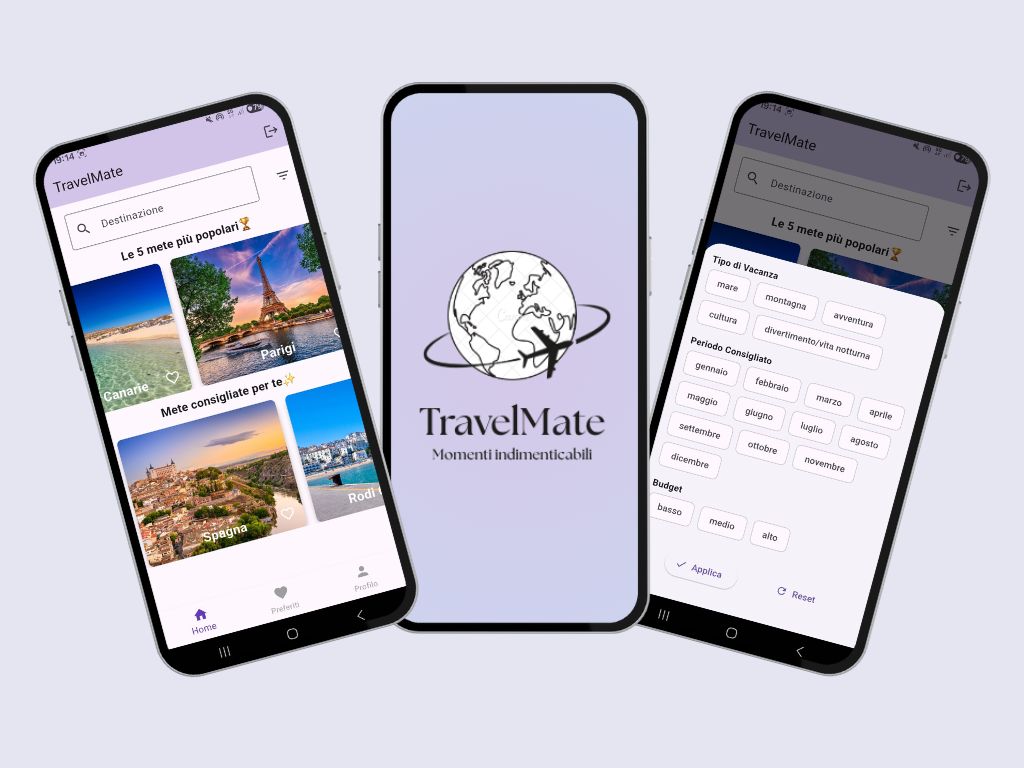 19:14
TravelMate
Destinazione
Le 5 mete più popolari🏆
Canarie
Parigi
Mete consigliate per te✨
Spagna
Rodi
Home
Preferiti
Profilo
TravelMate
Momenti indimenticabili
19:14
TravelMate
Destinazione
Le 5 mete più popolari🏆
Tipo di Vacanza
mare montagna avventura
cultura divertimento/vita notturna
Periodo Consigliato
gennaio febbraio marzo aprile
maggio giugno luglio agosto
settembre ottobre novembre
dicembre
Budget
basso medio alto
Applica Reset